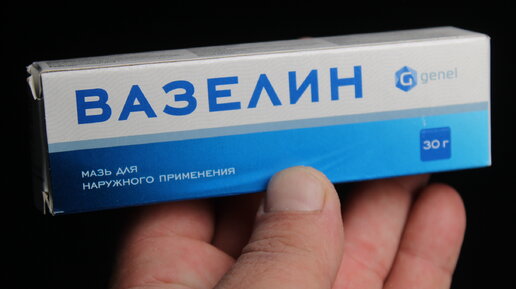 ВАЗЕЛИН
genel
МАЗЬ ДЛЯ
НАРУЖНОГО ПРИМЕНЕНИЯ
30 г